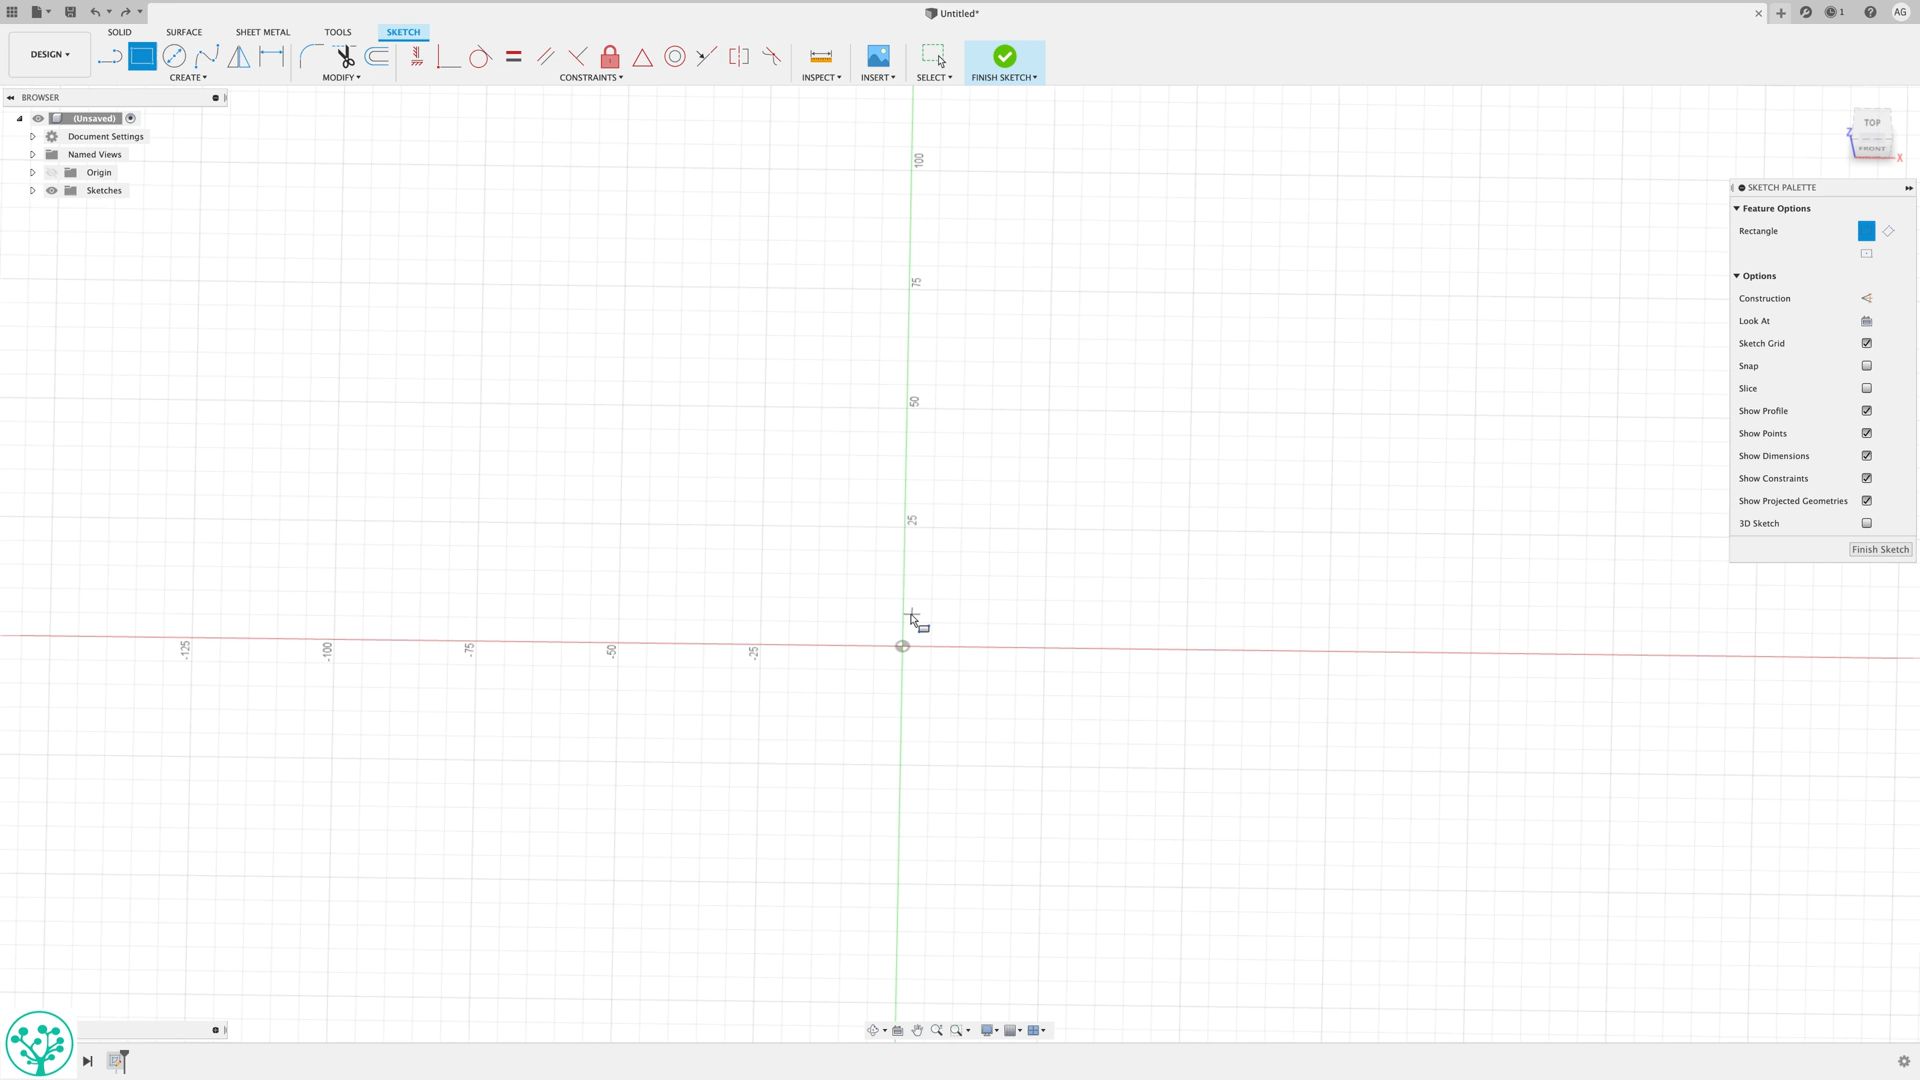 Untitled*
1
AG
SOLID
SURFACE
SHEET METAL
TOOLS
SKETCH
DESIGN
CREATE
MODIFY
CONSTRAINTS
INSPECT
INSERT
SELECT
FINISH SKETCH
BROWSER
(Unsaved)
Document Settings
Named Views
Origin
Sketches
TOP
FRONT
Z
X
SKETCH PALETTE
Feature Options
Rectangle
Options
Construction
Look At
Sketch Grid
Snap
Slice
Show Profile
Show Points
Show Dimensions
Show Constraints
Show Projected Geometries
3D Sketch
Finish Sketch
100
75
50
25
-125
-100
-75
-50
-25